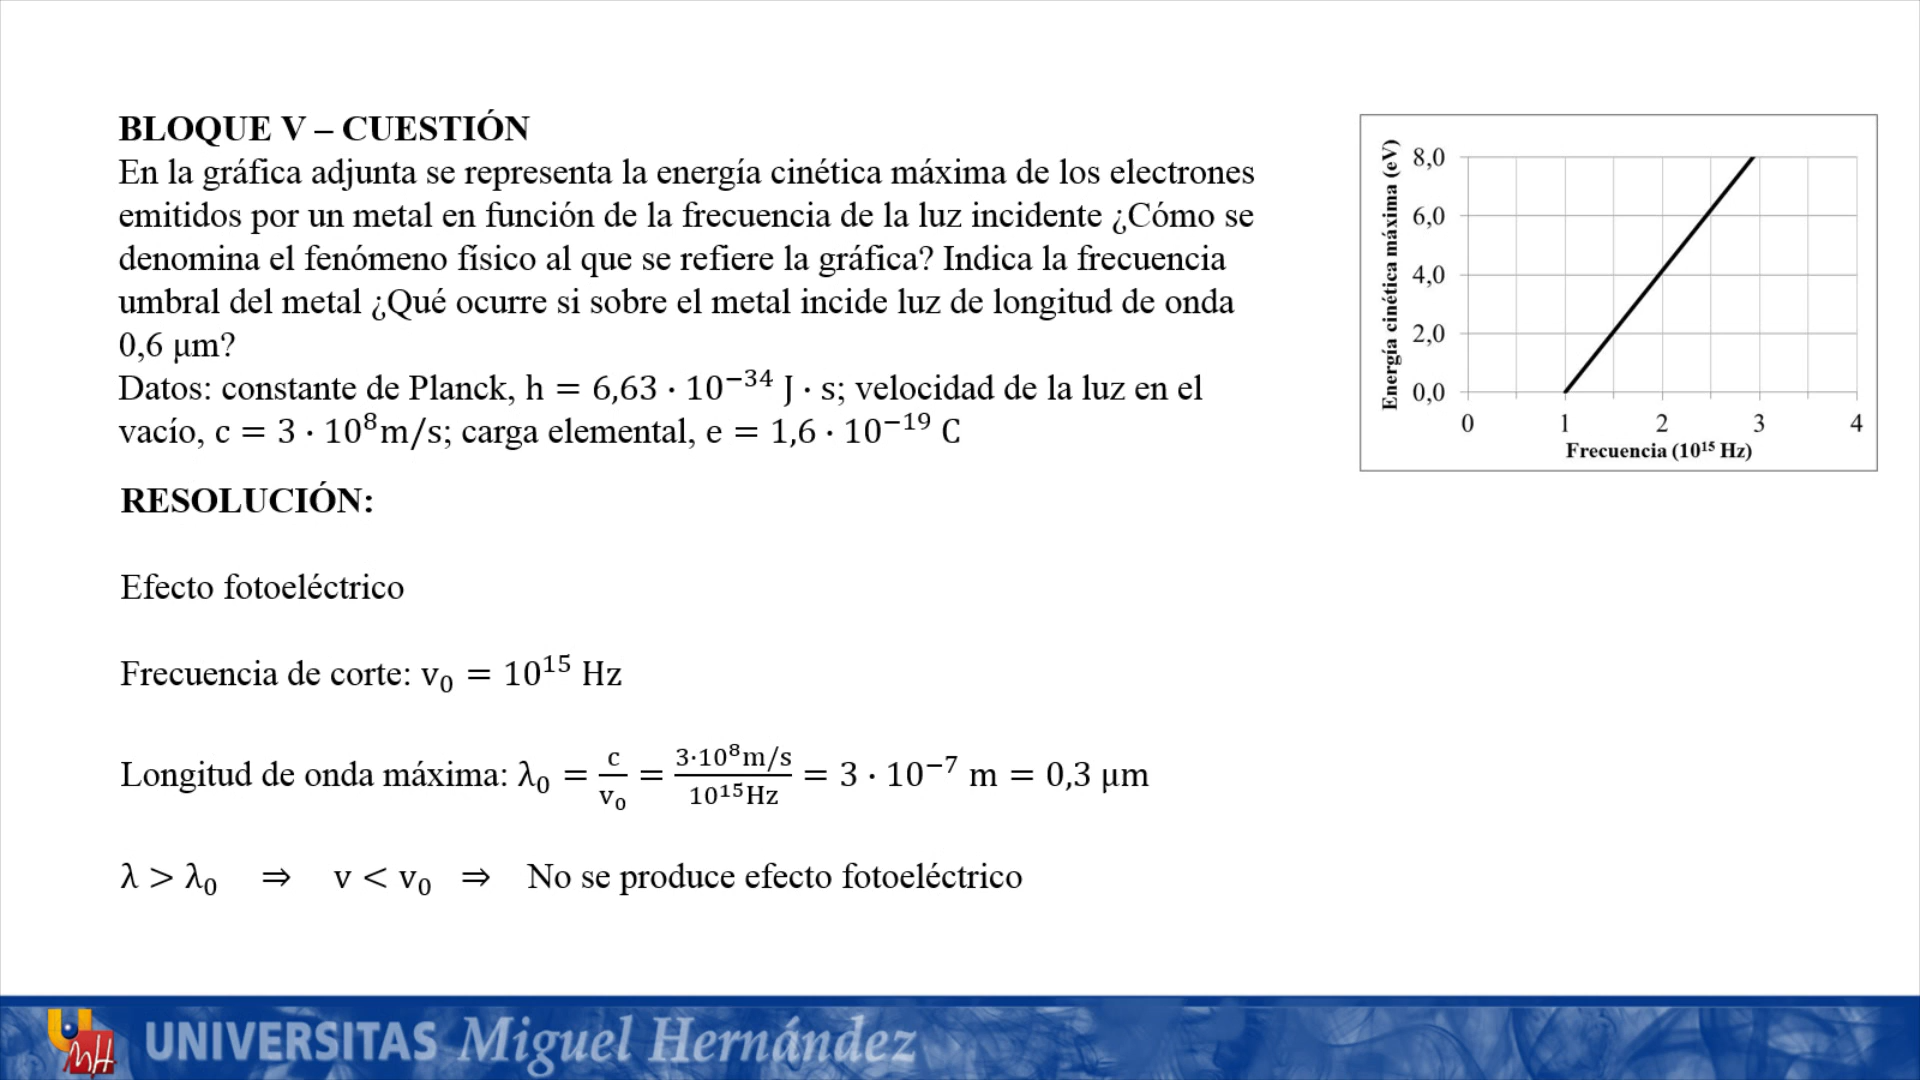 BLOQUE V – CUESTIÓN
En la gráfica adjunta se representa la energía cinética máxima de los electrones
emitidos por un metal en función de la frecuencia de la luz incidente ¿Cómo se
denomina el fenómeno físico al que se refiere la gráfica? Indica la frecuencia
umbral del metal ¿Qué ocurre si sobre el metal incide luz de longitud de onda
0,6 μm?
Datos: constante de Planck, h = 6,63 · 10⁻³⁴ J · s; velocidad de la luz en el
vacío, c = 3 · 10⁸m/s; carga elemental, e = 1,6 · 10⁻¹⁹ C
Energía cinética máxima (eV)
8,0
6,0
4,0
2,0
0,0
0 1 2 3 4
Frecuencia (10¹⁵ Hz)
RESOLUCIÓN:
Efecto fotoeléctrico
Frecuencia de corte: ν₀ = 10¹⁵ Hz
Longitud de onda máxima: λ₀ = c/ν₀ = 3·10⁸m/s / 10¹⁵Hz = 3 · 10⁻⁷ m = 0,3 μm
λ > λ₀ ⇒ ν < ν₀ ⇒ No se produce efecto fotoeléctrico
UNIVERSITAS Miguel Hernández